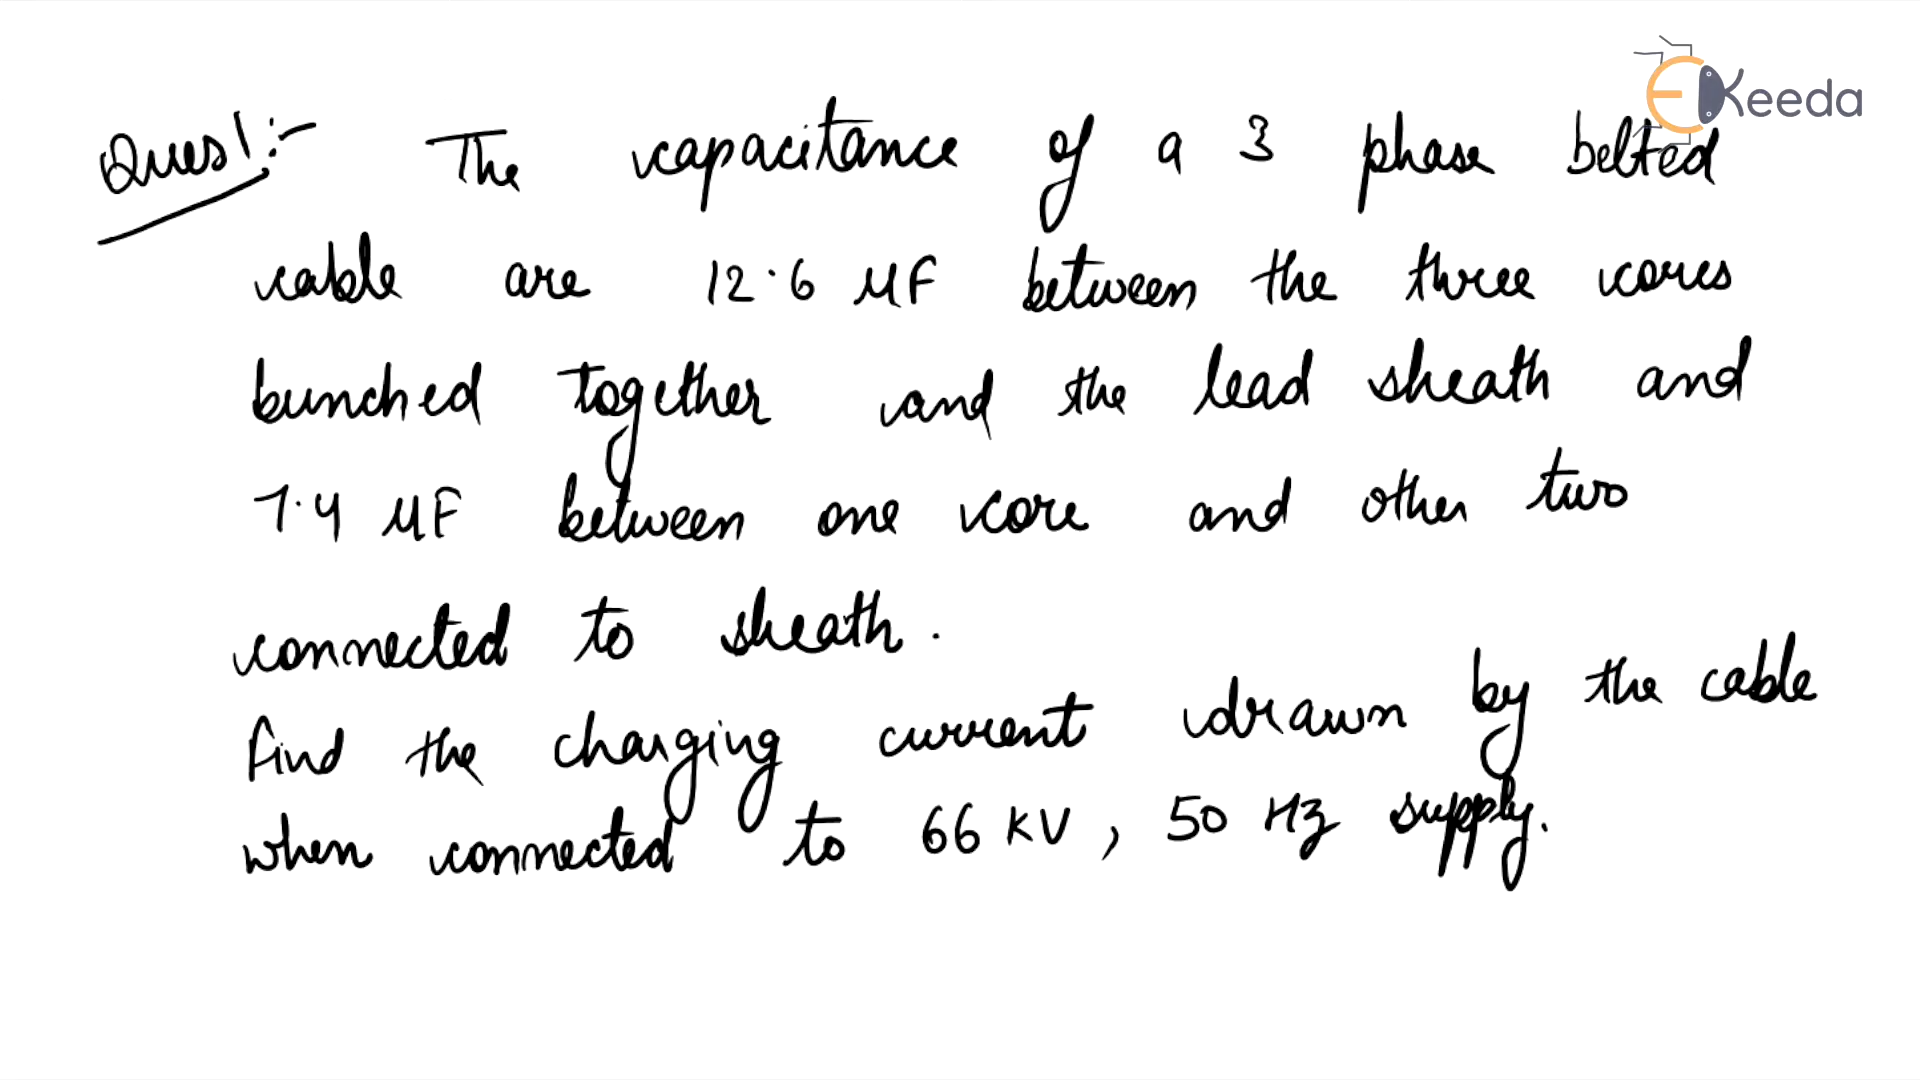 EKeeda
Ques1:- The capacitance of a 3 phase belted
cable are 12.6 μF between the three cores
bunched together and the lead sheath and
7.4 μF between one core and other two
connected to sheath.
Find the charging current drawn by the cable
when connected to 66 KV, 50 Hz supply.